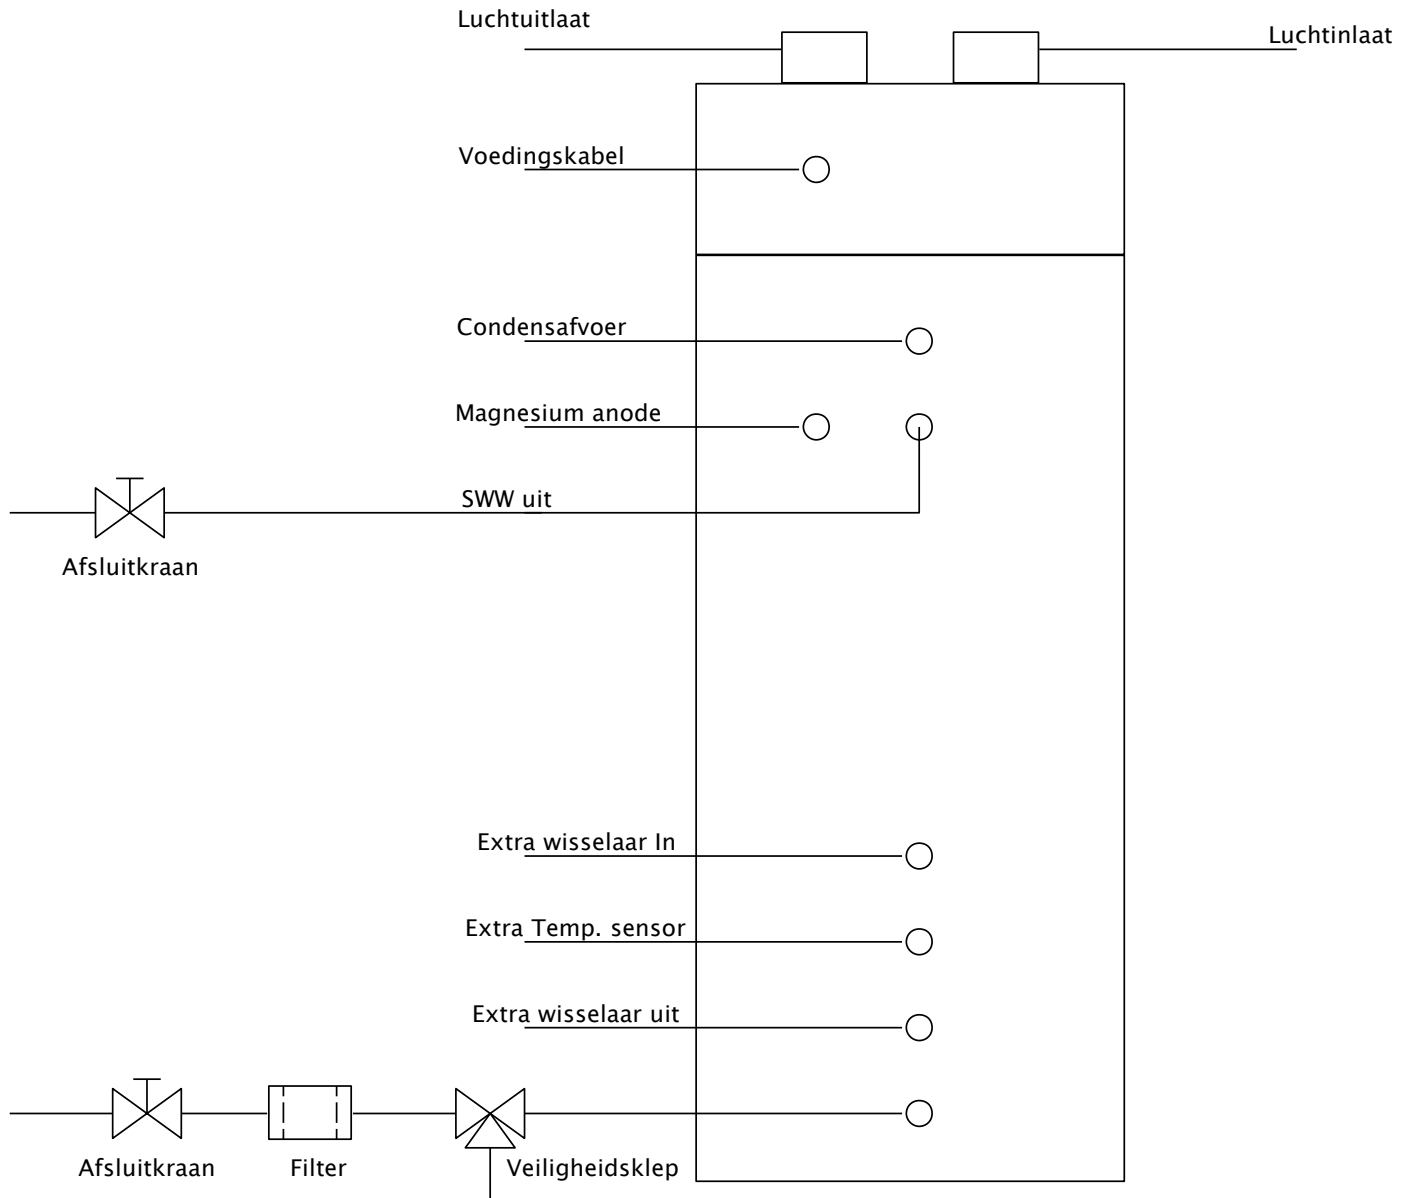 Luchtuitlaat
Luchtinlaat
Voedingskabel
Condensafvoer
Magnesium anode
SWW uit
Afsluitkraan
Extra wisselaar In
Extra Temp. sensor
Extra wisselaar uit
Afsluitkraan
Filter
Veiligheidsklep